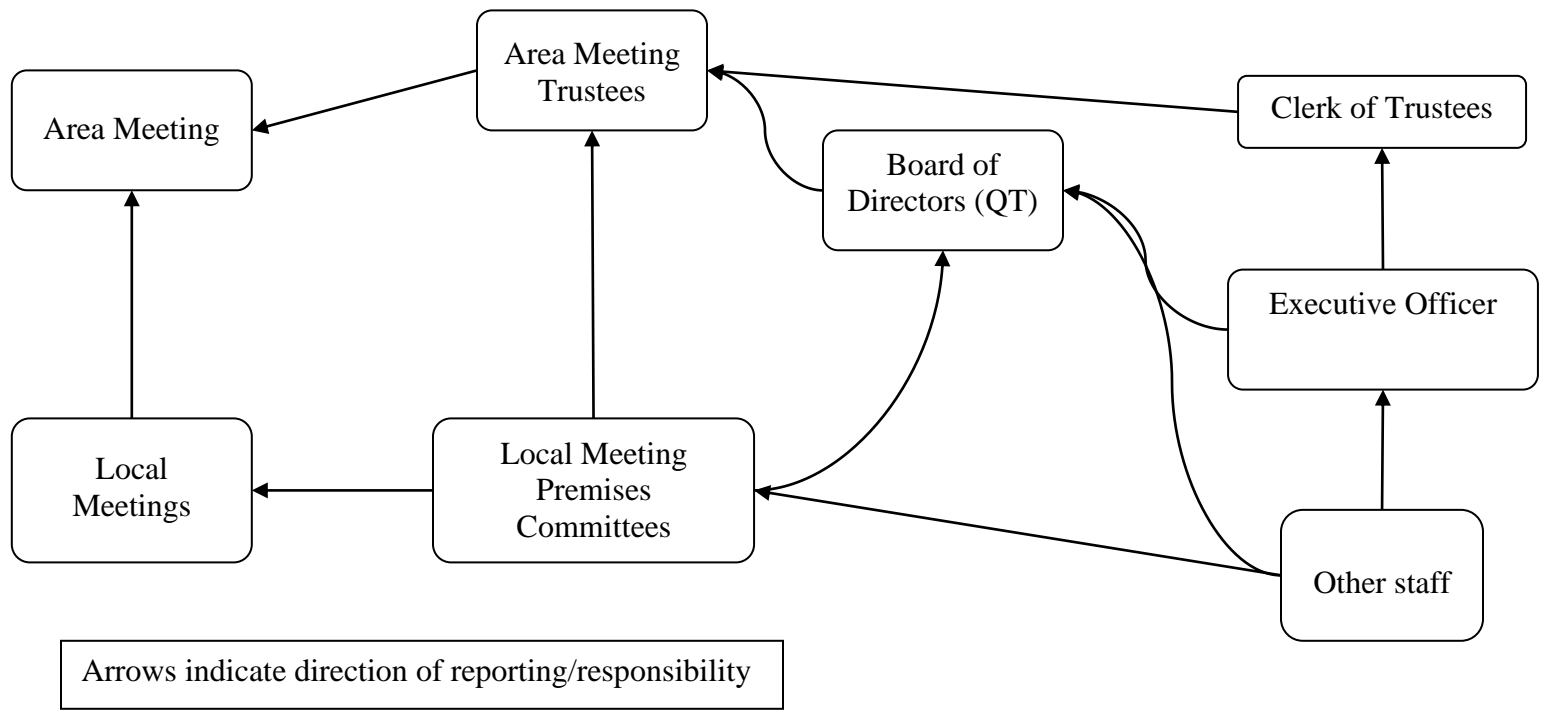 Area Meeting
Area Meeting
Trustees
Clerk of Trustees
Board of
Directors (QT)
Executive Officer
Local
Meetings
Local Meeting
Premises
Committees
Other staff
Arrows indicate direction of reporting/responsibility